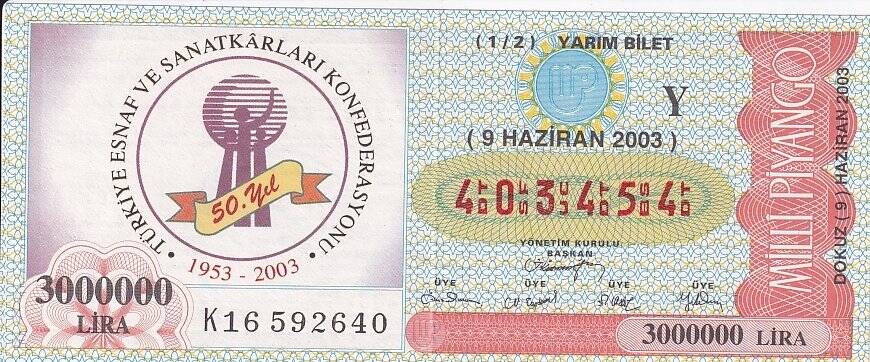 TÜRKİYE ESNAF VE SANATKÂRLARI KONFEDERASYONU
50. Yıl
• 1953 - 2003 •
3000000
LİRA
K16 592640
(1/2) YARIM BİLET
Y
( 9 HAZİRAN 2003 )
4 0 3 4 5 4
YÖNETİM KURULU
BAŞKAN
ÜYE ÜYE ÜYE ÜYE
3000000 LİRA
MİLLİ PİYANGO
DOKUZ ( 9 ) HAZİRAN 2003